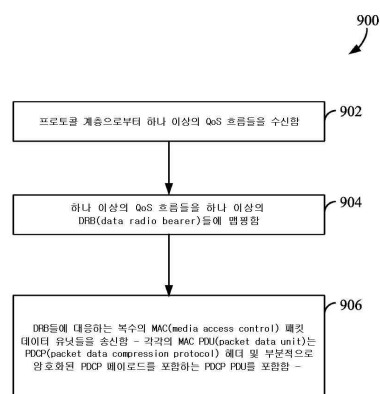 900
프로토콜 계층으로부터 하나 이상의 QoS 흐름들을 수신함
902
하나 이상의 QoS 흐름들을 하나 이상의
DRB(data radio bearer)들에 맵핑함
904
906
DRB들에 대응하는 복수의 MAC(media access control) 패킷
데이터 유닛들을 송신함 - 각각의 MAC PDU(packet data unit)는
PDCP(packet data compression protocol) 헤더 및 부분적으로
암호화된 PDCP 페이로드를 포함하는 PDCP PDU를 포함함 -